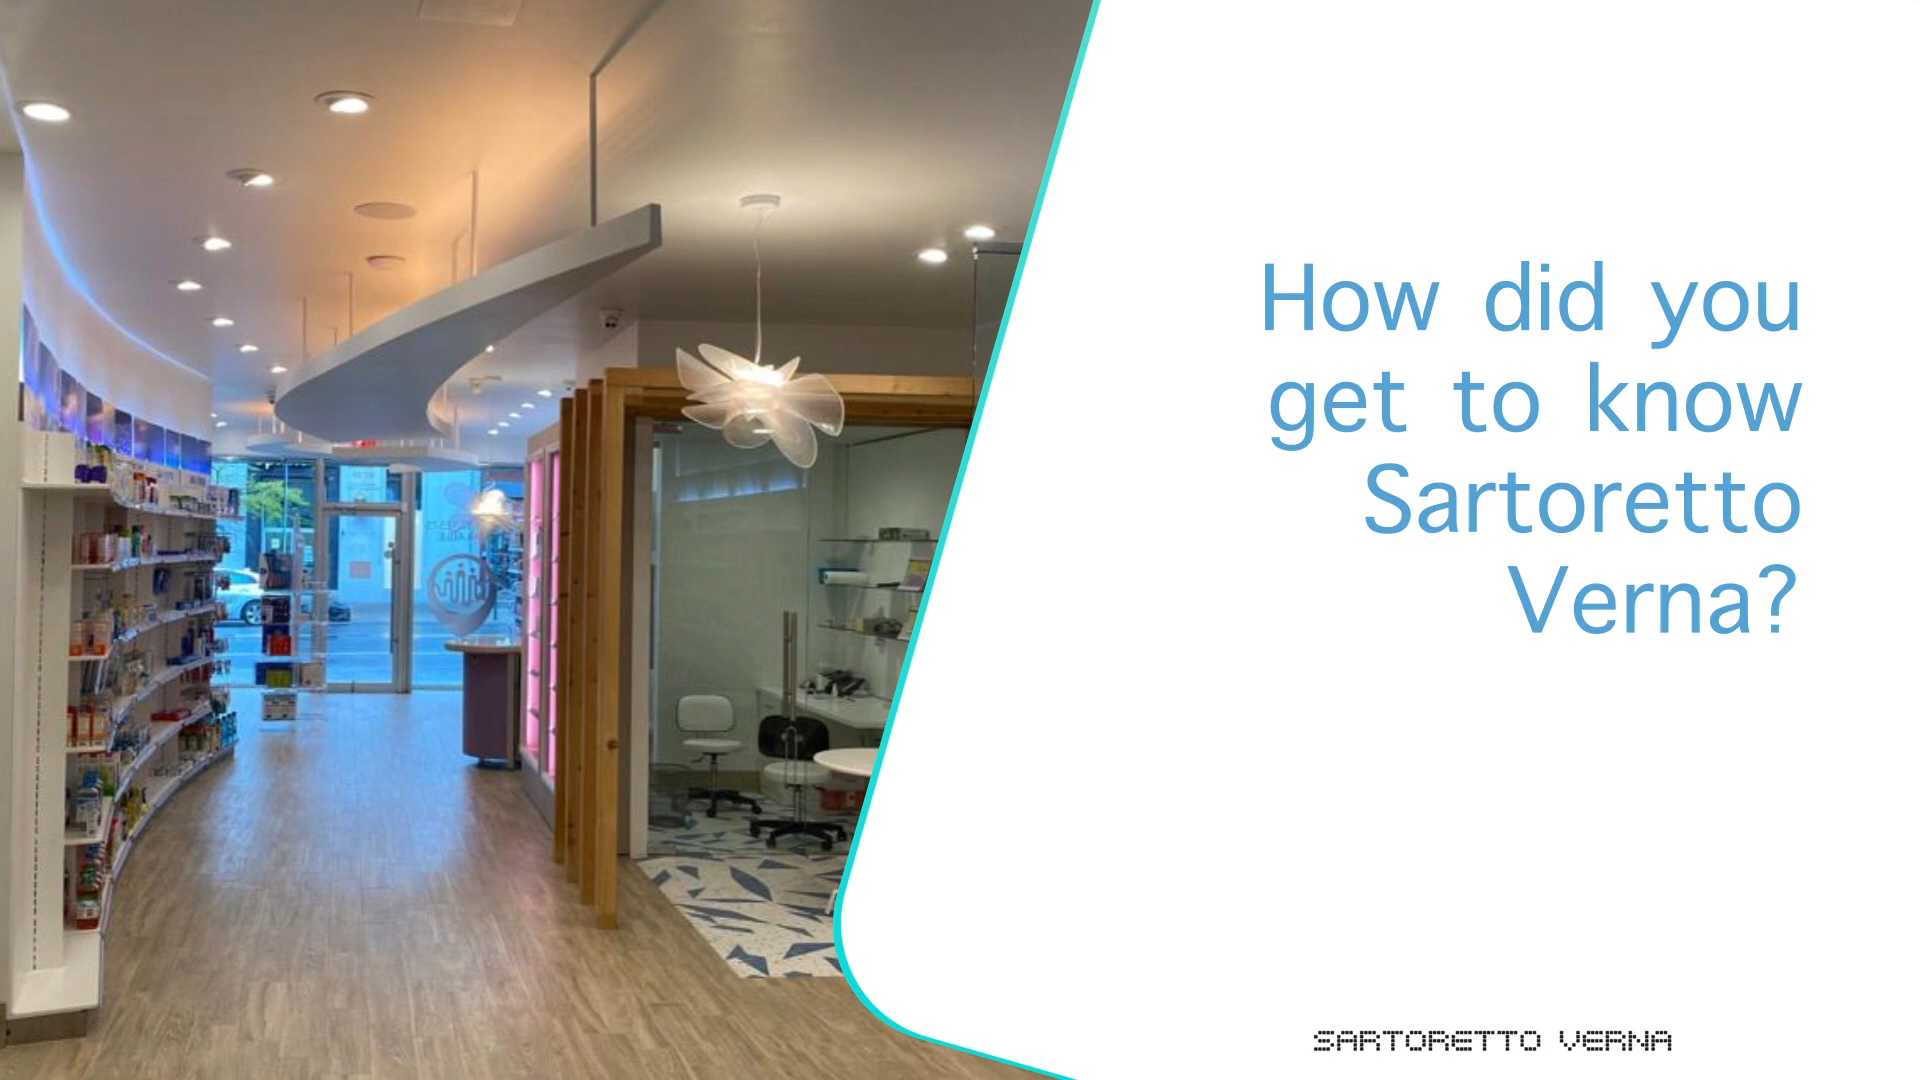 How did you
get to know
Sartoretto
Verna?
SARTORETTO VERNA